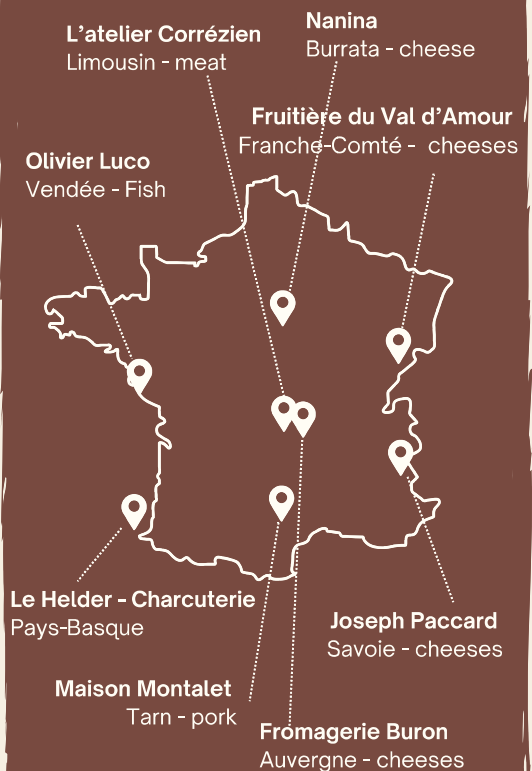 L’atelier Corrézien
Limousin - meat
Nanina
Burrata - cheese
Fruitière du Val d’Amour
Franche-Comté -  cheeses
Olivier Luco
Vendée - Fish
Le Helder - Charcuterie
Pays-Basque
Joseph Paccard
Savoie - cheeses
Maison Montalet
Tarn - pork
Fromagerie Buron
Auvergne - cheeses